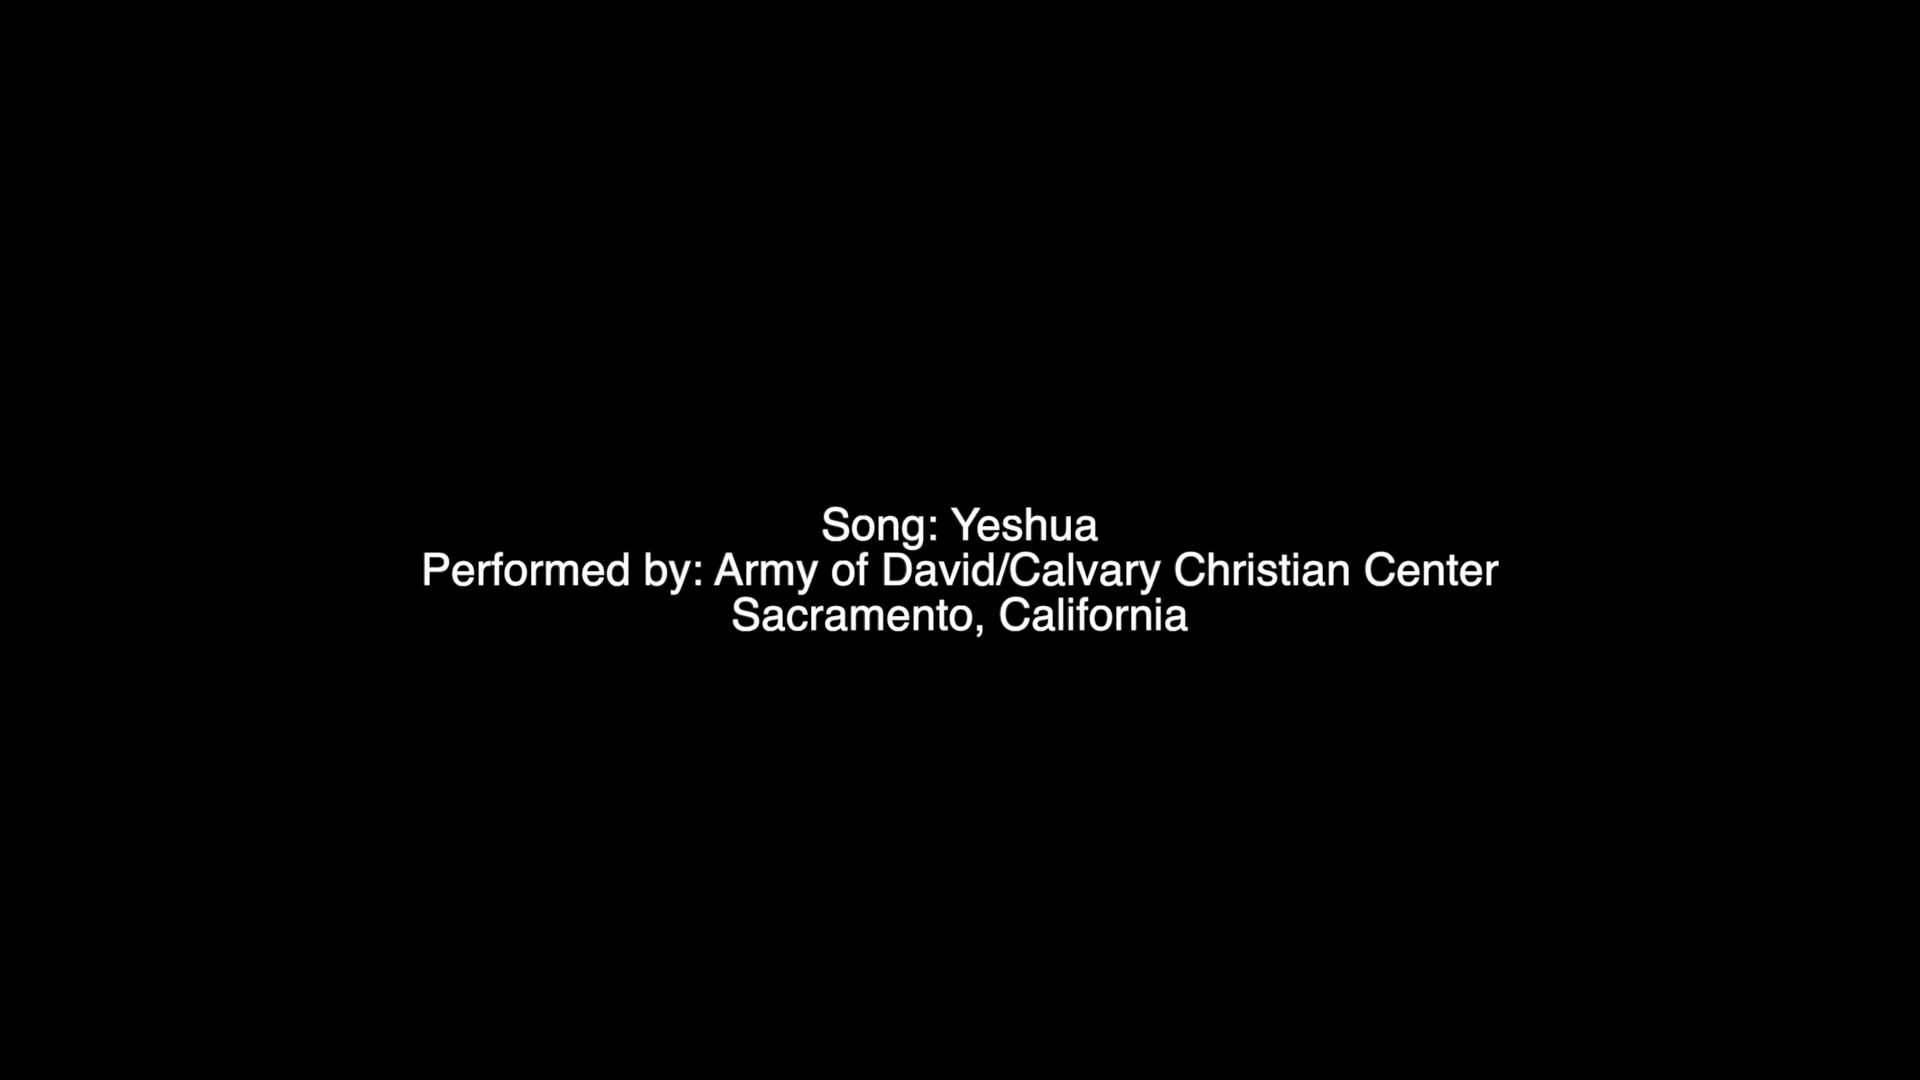 Song: Yeshua
Performed by: Army of David/Calvary Christian Center
Sacramento, California